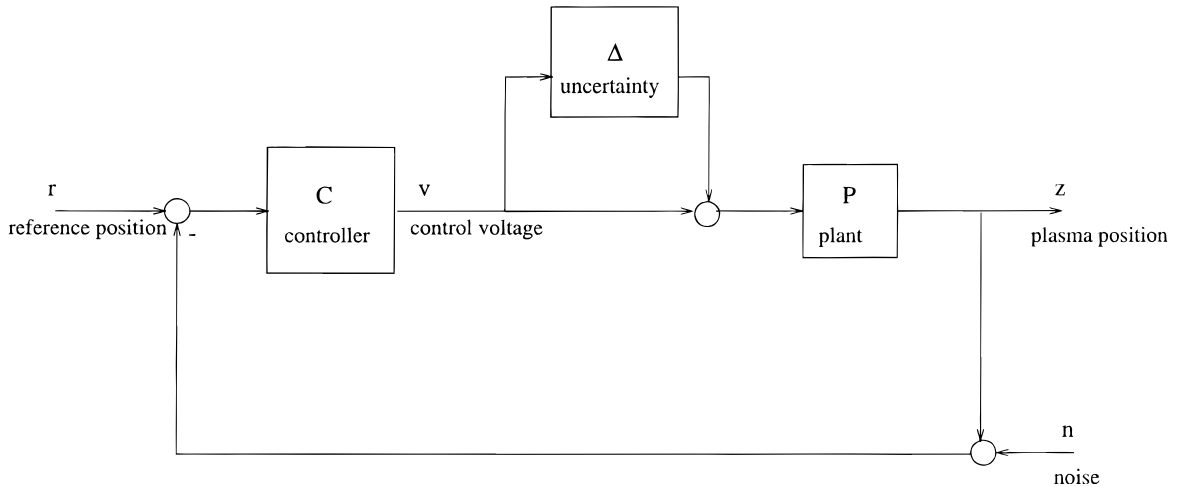 Δ
uncertainty
r
reference position
-
C
controller
v
control voltage
P
plant
z
plasma position
n
noise